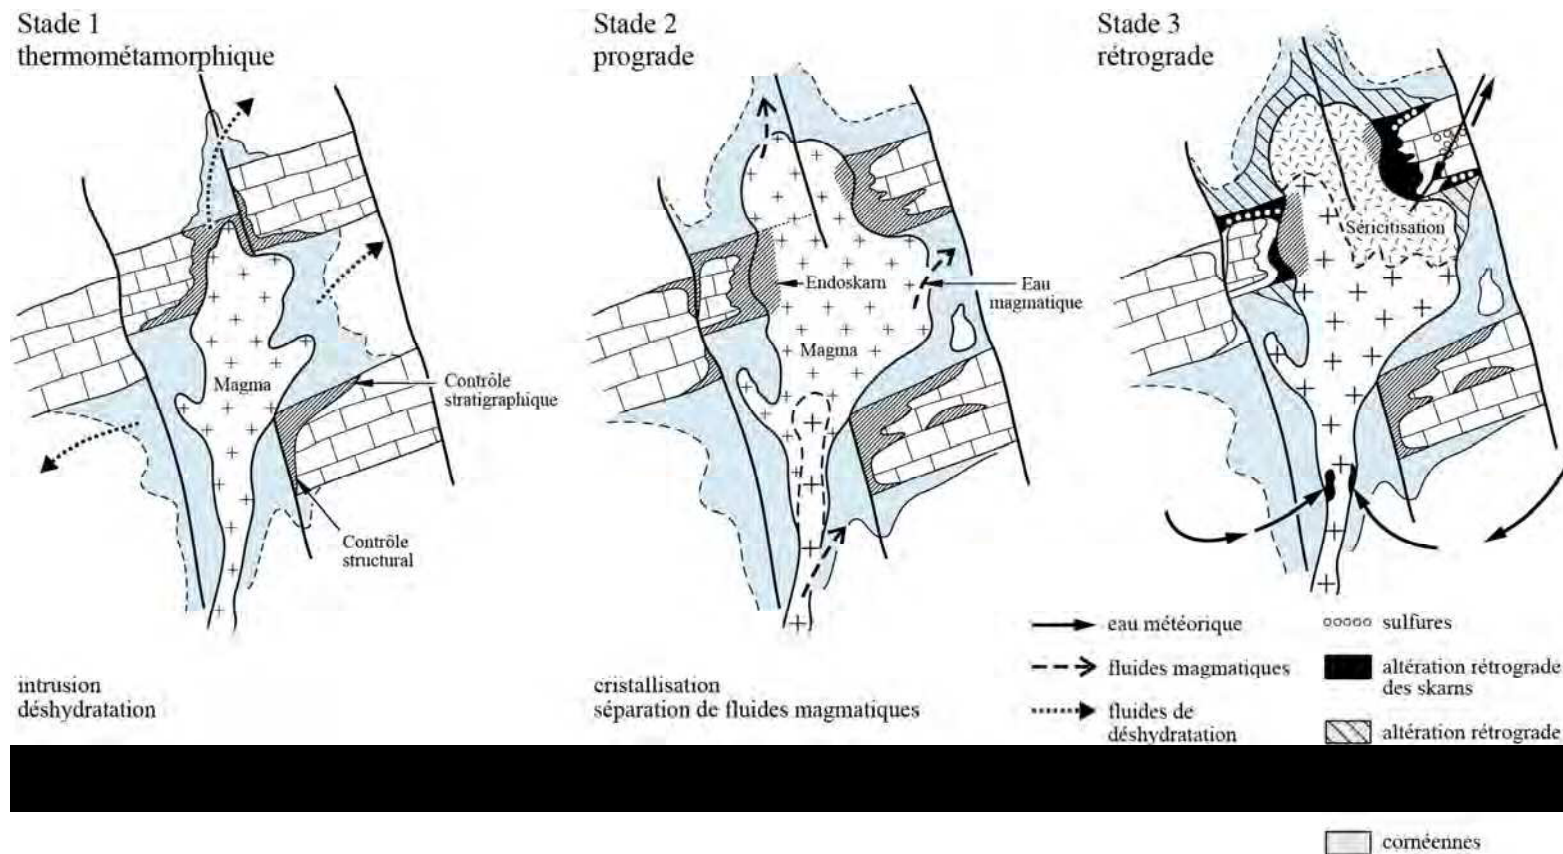 Stade 1
thermométamorphique
Contrôle
stratigraphique
Magma
Contrôle
structural
intrusion
déshydratation
Stade 2
prograde
Endoskarn
Eau
magmatique
Magma
cristallisation
séparation de fluides magmatiques
Stade 3
rétrograde
Séricitisation
eau météorique
fluides magmatiques
fluides de
déshydratation
sulfures
altération rétrograde
des skarns
altération rétrograde
cornéennes